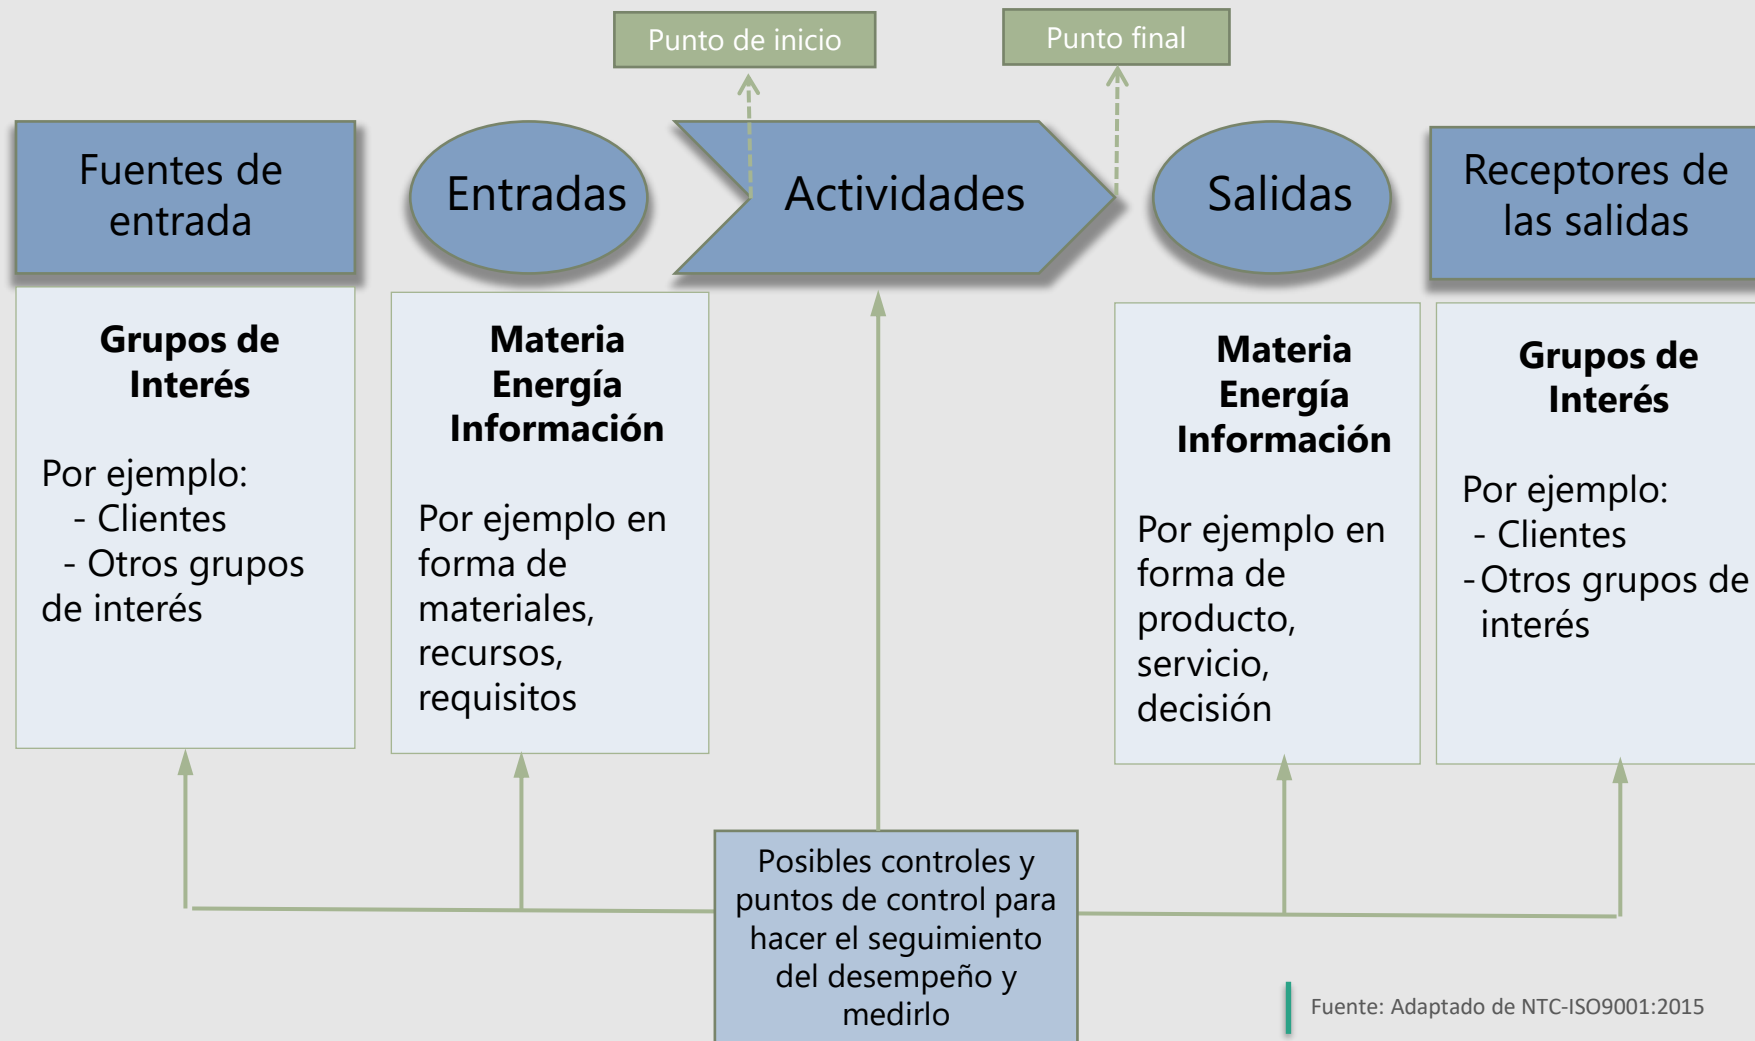 Punto de inicio
Punto final
Fuentes de
entrada
Entradas
Actividades
Salidas
Receptores de
las salidas
Grupos de
Interés
Por ejemplo:
- Clientes
- Otros grupos
de interés
Materia
Energía
Información
Por ejemplo en
forma de
materiales,
recursos,
requisitos
Materia
Energía
Información
Por ejemplo en
forma de
producto,
servicio,
decisión
Grupos de
Interés
Por ejemplo:
- Clientes
- Otros grupos de
interés
Posibles controles y
puntos de control para
hacer el seguimiento
del desempeño y
medirlo
Fuente: Adaptado de NTC-ISO9001:2015